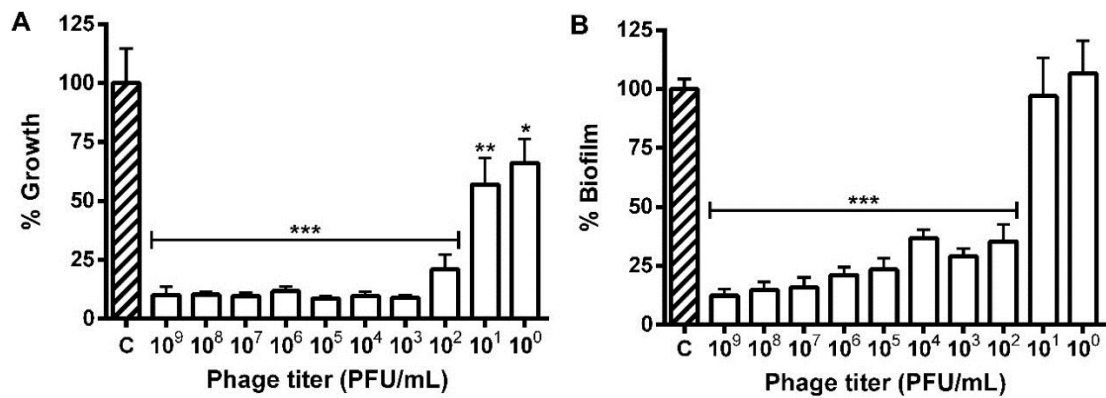 A
% Growth
125
100
75
50
25
0
***
**
*
C 10⁹ 10⁸ 10⁷ 10⁶ 10⁵ 10⁴ 10³ 10² 10¹ 10⁰
Phage titer (PFU/mL)
B
% Biofilm
125
100
75
50
25
0
***
C 10⁹ 10⁸ 10⁷ 10⁶ 10⁵ 10⁴ 10³ 10² 10¹ 10⁰
Phage titer (PFU/mL)